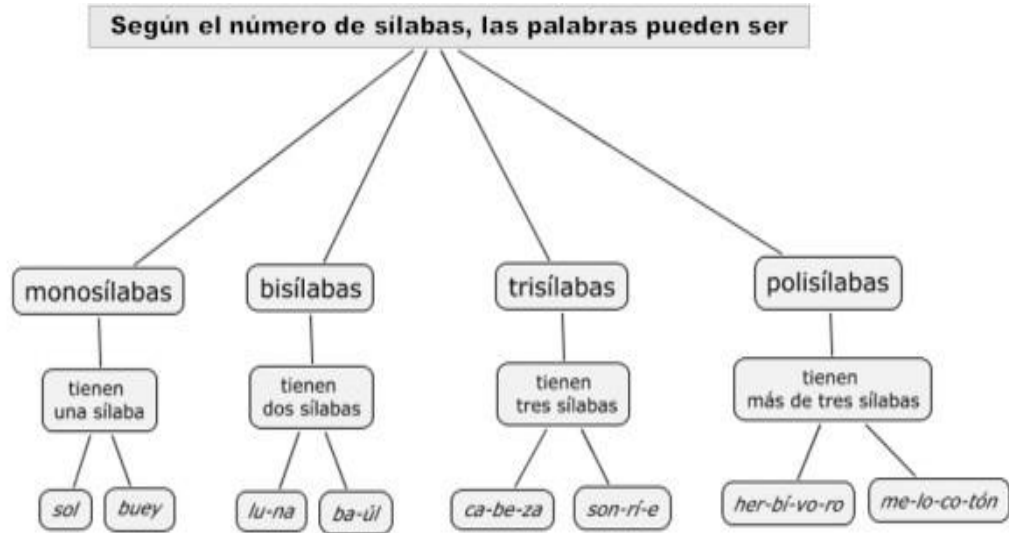 Según el número de sílabas, las palabras pueden ser
monosílabas
bisílabas
trisílabas
polisílabas
tienen
una sílaba
tienen
dos sílabas
tienen
tres sílabas
tienen
más de tres sílabas
sol
buey
lu-na
ba-úl
ca-be-za
son-rí-e
her-bí-vo-ro
me-lo-co-tón